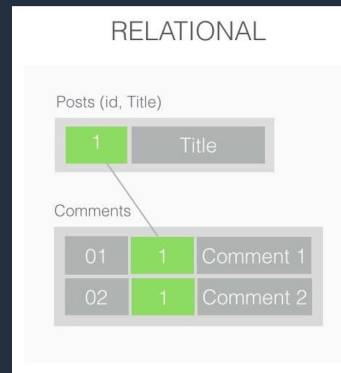 RELATIONAL
Posts (id, Title)
1 Title
Comments
01 1 Comment 1
02 1 Comment 2